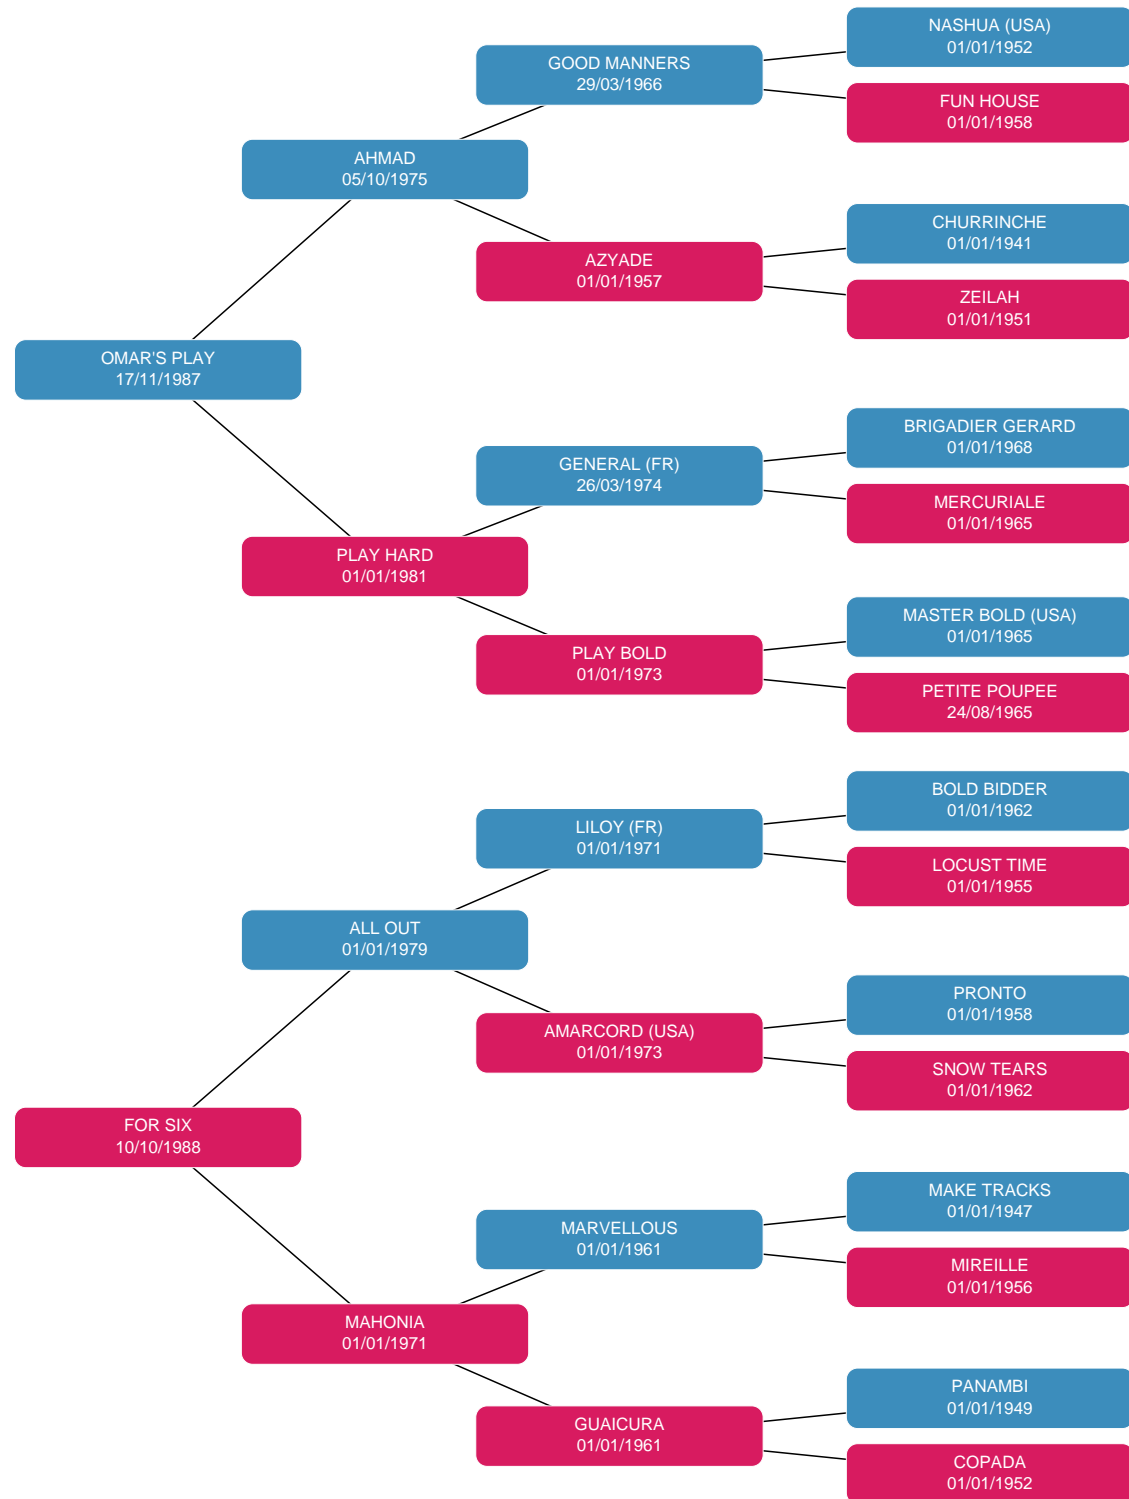 NASHUA (USA)
01/01/1952
GOOD MANNERS
29/03/1966
FUN HOUSE
01/01/1958
AHMAD
05/10/1975
CHURRINCHE
01/01/1941
AZYADE
01/01/1957
ZEILAH
01/01/1951
OMAR'S PLAY
17/11/1987
BRIGADIER GERARD
01/01/1968
GENERAL (FR)
26/03/1974
MERCURIALE
01/01/1965
PLAY HARD
01/01/1981
MASTER BOLD (USA)
01/01/1965
PLAY BOLD
01/01/1973
PETITE POUPEE
24/08/1965
BOLD BIDDER
01/01/1962
LILOY (FR)
01/01/1971
LOCUST TIME
01/01/1955
ALL OUT
01/01/1979
PRONTO
01/01/1958
AMARCORD (USA)
01/01/1973
SNOW TEARS
01/01/1962
FOR SIX
10/10/1988
MAKE TRACKS
01/01/1947
MARVELLOUS
01/01/1961
MIREILLE
01/01/1956
MAHONIA
01/01/1971
PANAMBI
01/01/1949
GUAICURA
01/01/1961
COPADA
01/01/1952